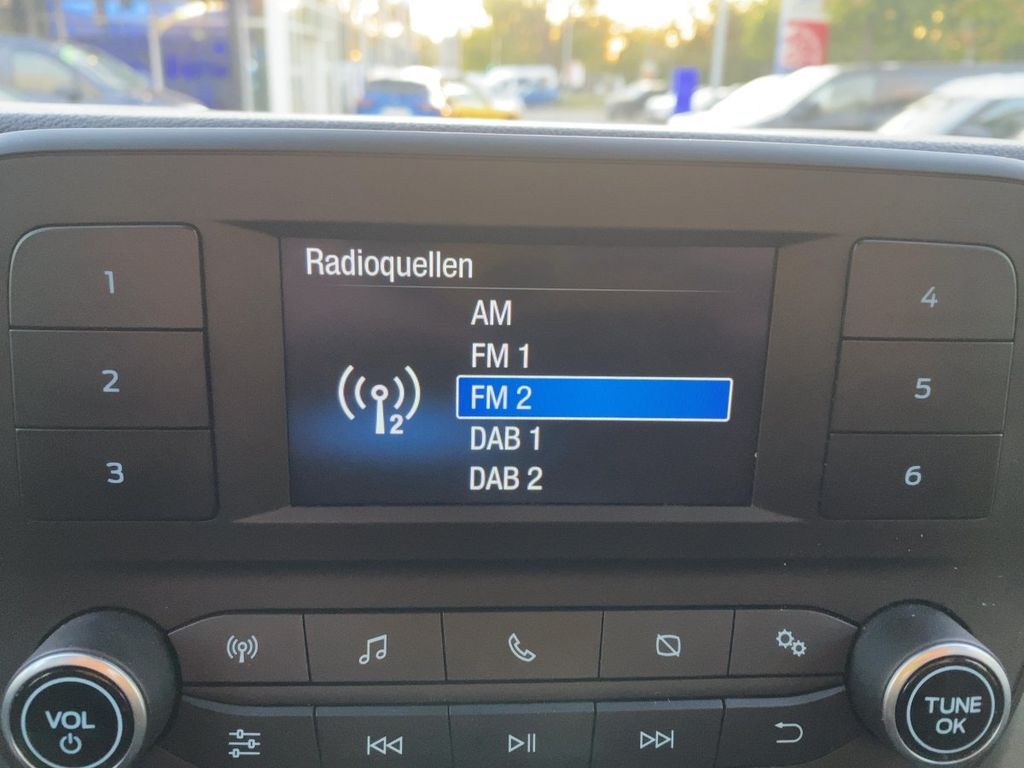 Radioquellen
AM
FM 1
FM 2
DAB 1
DAB 2
2
1
2
3
4
5
6
VOL
TUNE
OK